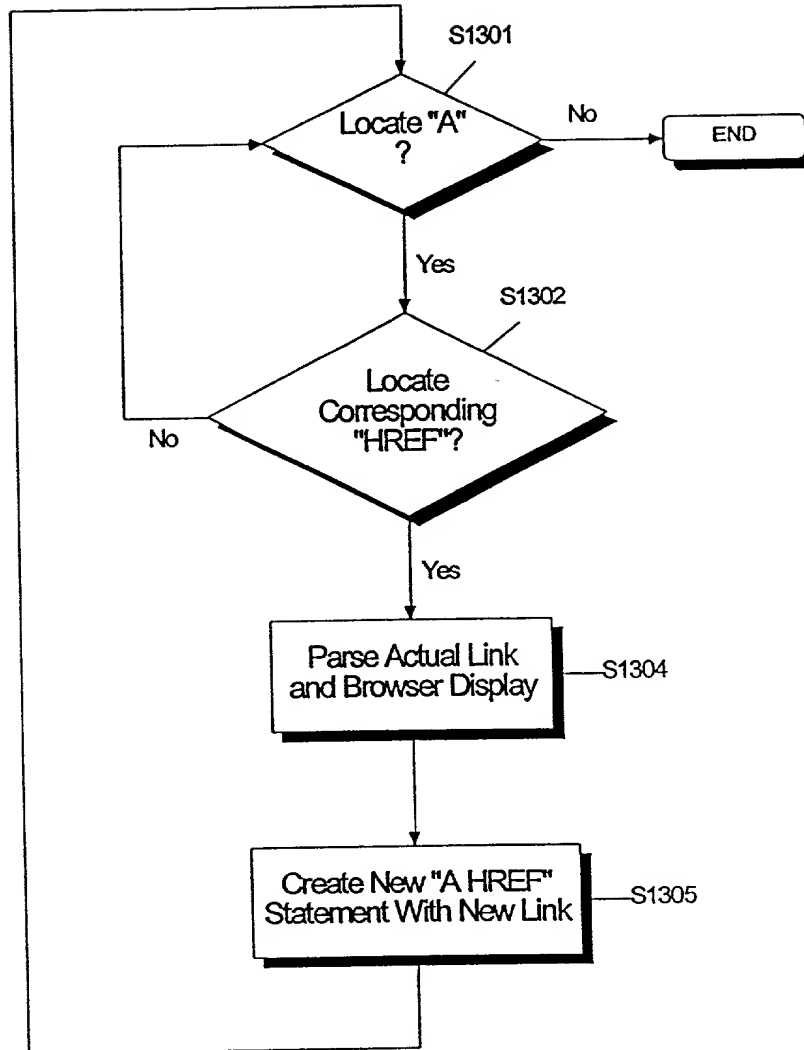 S1301
Locate "A"
?
No
END
Yes
S1302
Locate
Corresponding
"HREF"?
No
Yes
Parse Actual Link
and Browser Display
S1304
Create New "A HREF"
Statement With New Link
S1305